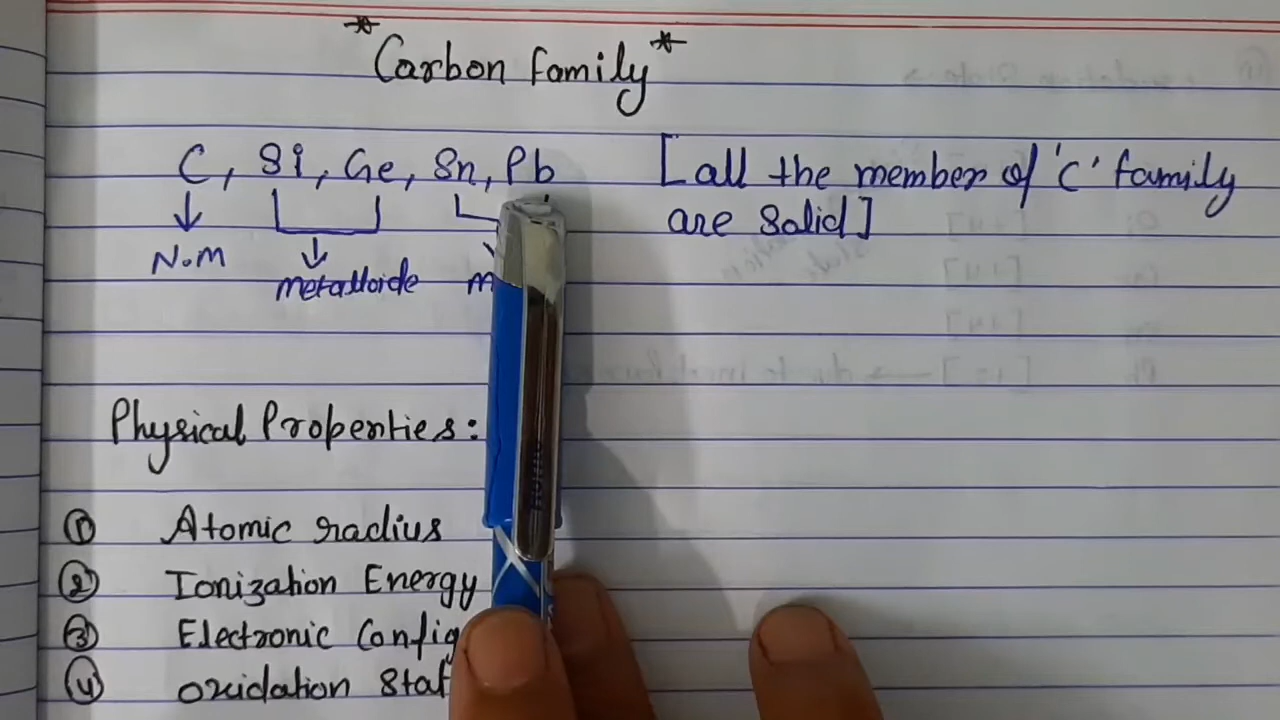 *Carbon family*
C, Si, Ge, Sn, Pb [all the member of 'C' family
are Solid]
N.M
metalloide
Physical Properties:
① Atomic radius
② Ionization Energy
③ Electronic Config
④ Oxidation Stat